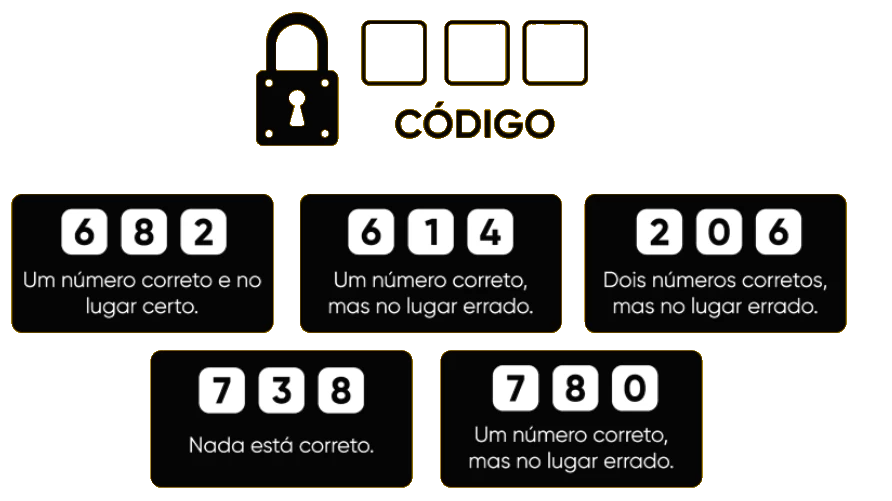 CÓDIGO
6 8 2
Um número correto e no
lugar certo.
6 1 4
Um número correto,
mas no lugar errado.
2 0 6
Dois números corretos,
mas no lugar errado.
7 3 8
Nada está correto.
7 8 0
Um número correto,
mas no lugar errado.